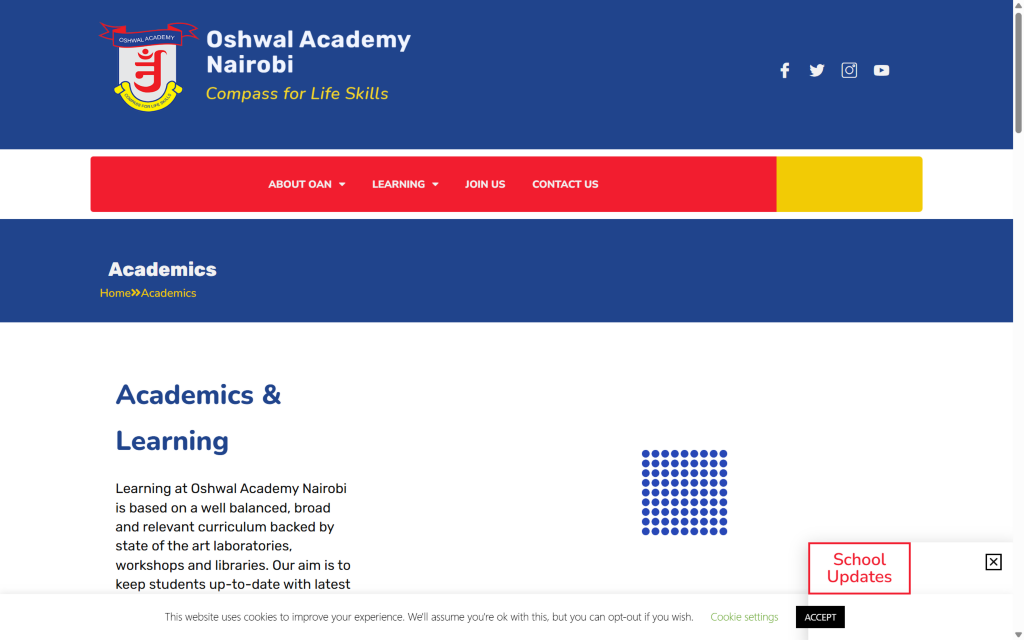 OSHWAL ACADEMY
COMPASS FOR LIFE SKILLS
Oshwal Academy
Nairobi
Compass for Life Skills
ABOUT OAN
LEARNING
JOIN US
CONTACT US
Academics
Home»Academics
Academics &
Learning
Learning at Oshwal Academy Nairobi
is based on a well balanced, broad
and relevant curriculum backed by
state of the art laboratories,
workshops and libraries. Our aim is to
keep students up-to-date with latest
School
Updates
This website uses cookies to improve your experience. We'll assume you're ok with this, but you can opt-out if you wish.
Cookie settings
ACCEPT